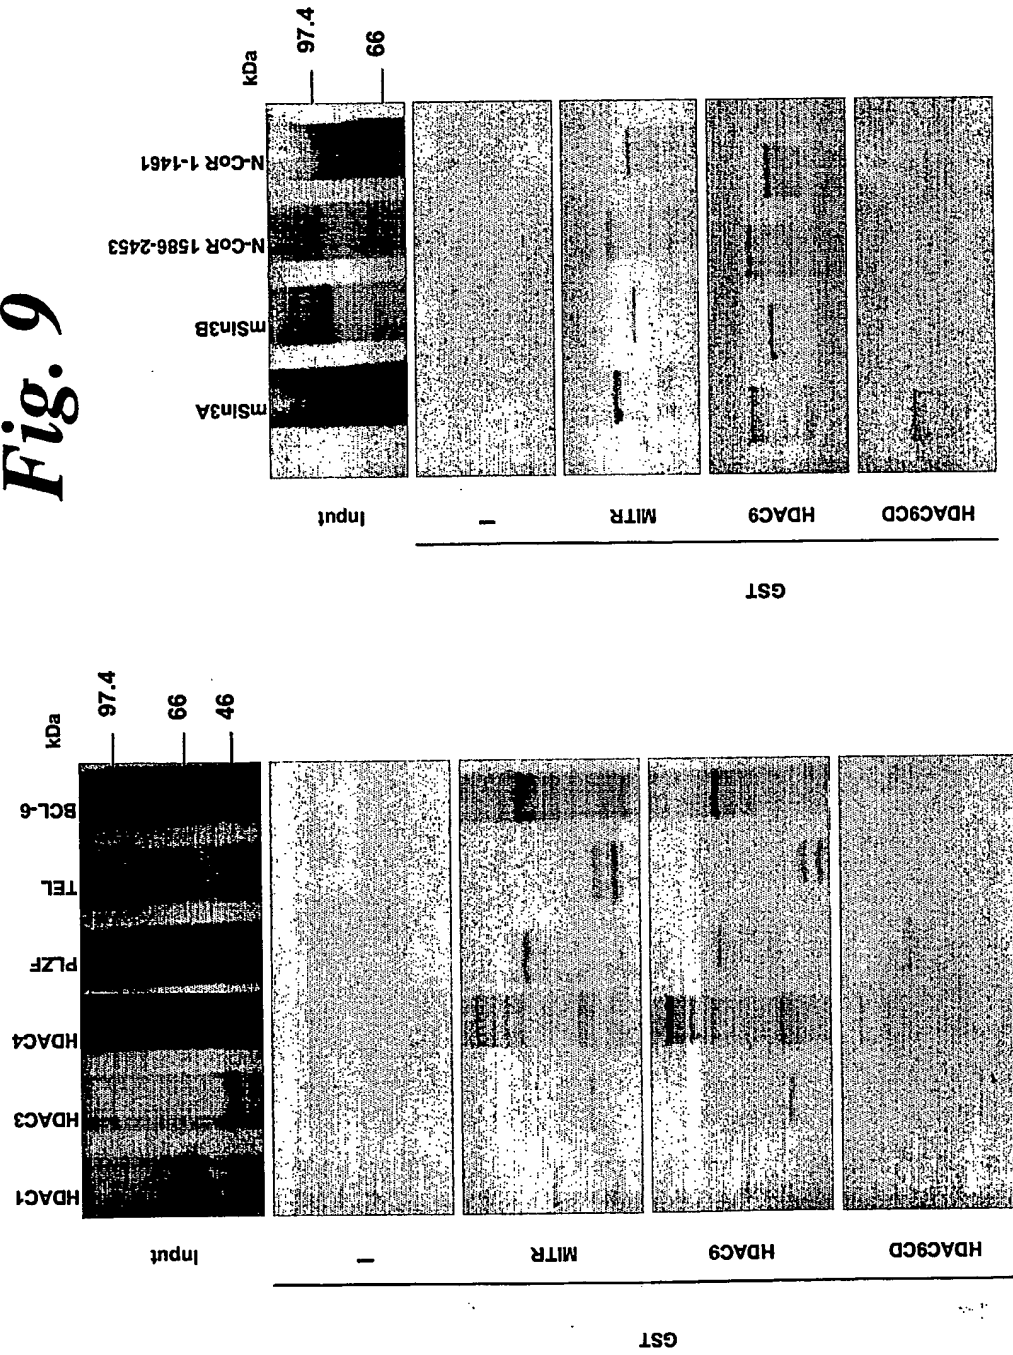 Fig. 9
kDa
97.4
66
46
HDAC1
HDAC3
HDAC4
PLZF
TEL
BCL-6
Input
–
MITR
HDAC9
HDAC9CD
GST
kDa
97.4
66
mSin3A
mSin3B
N-CoR 1586-2453
N-CoR 1-1461
Input
–
MITR
HDAC9
HDAC9CD
GST